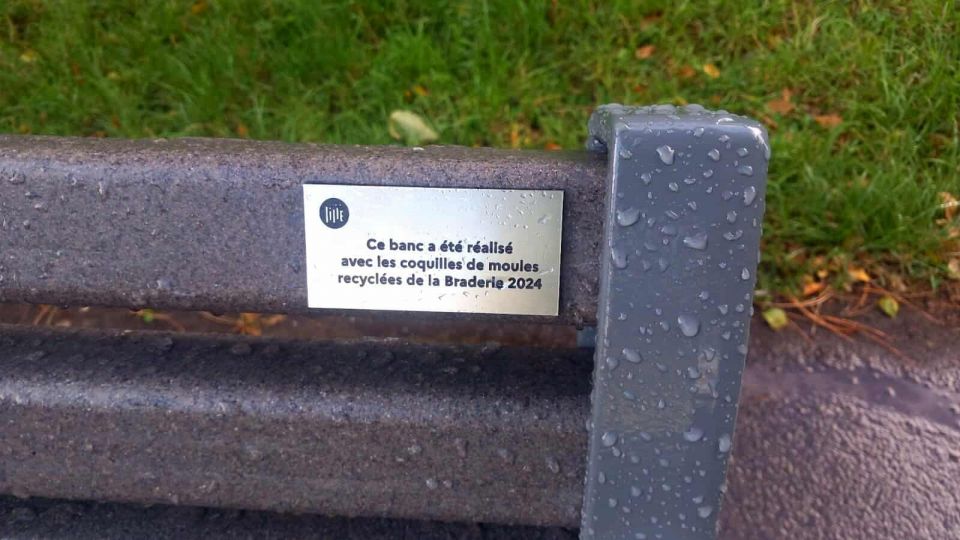 lille
Ce banc a été réalisé
avec les coquilles de moules
recyclées de la Braderie 2024